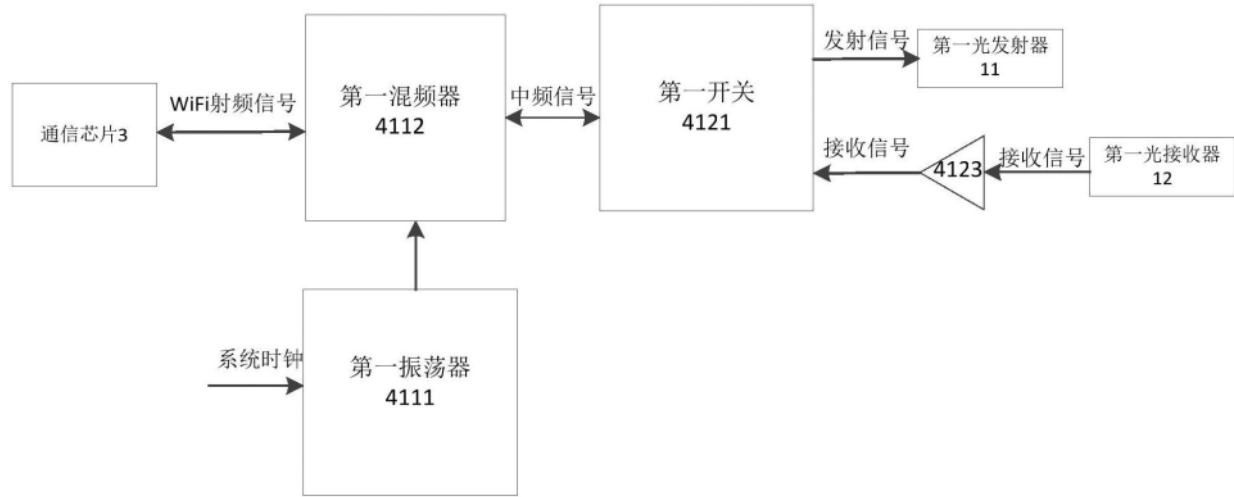 通信芯片3
WiFi射频信号
第一混频器
4112
中频信号
第一开关
4121
发射信号
第一光发射器
11
接收信号
4123
接收信号
第一光接收器
12
系统时钟
第一振荡器
4111